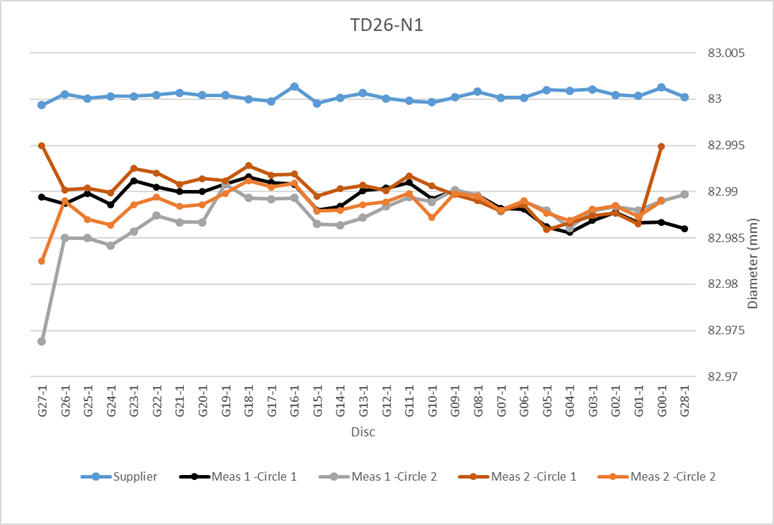 TD26-N1
83.005
83
82.995
82.99
82.985
82.98
82.975
82.97
Diameter (mm)
G27-1
G26-1
G25-1
G24-1
G23-1
G22-1
G21-1
G20-1
G19-1
G18-1
G17-1
G16-1
G15-1
G14-1
G13-1
G12-1
G11-1
G10-1
G09-1
G08-1
G07-1
G06-1
G05-1
G04-1
G03-1
G02-1
G01-1
G00-1
G28-1
Disc
Supplier
Meas 1 -Circle 1
Meas 1 -Circle 2
Meas 2 -Circle 1
Meas 2 -Circle 2